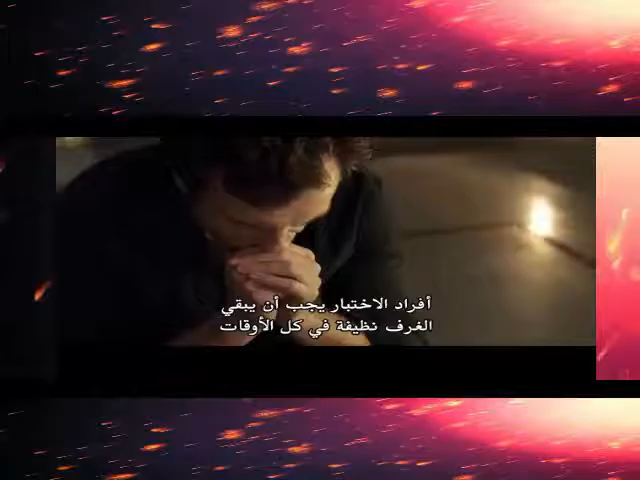 أفراد الاختبار يجب أن يبقي
الغرف نظيفة في كل الأوقات